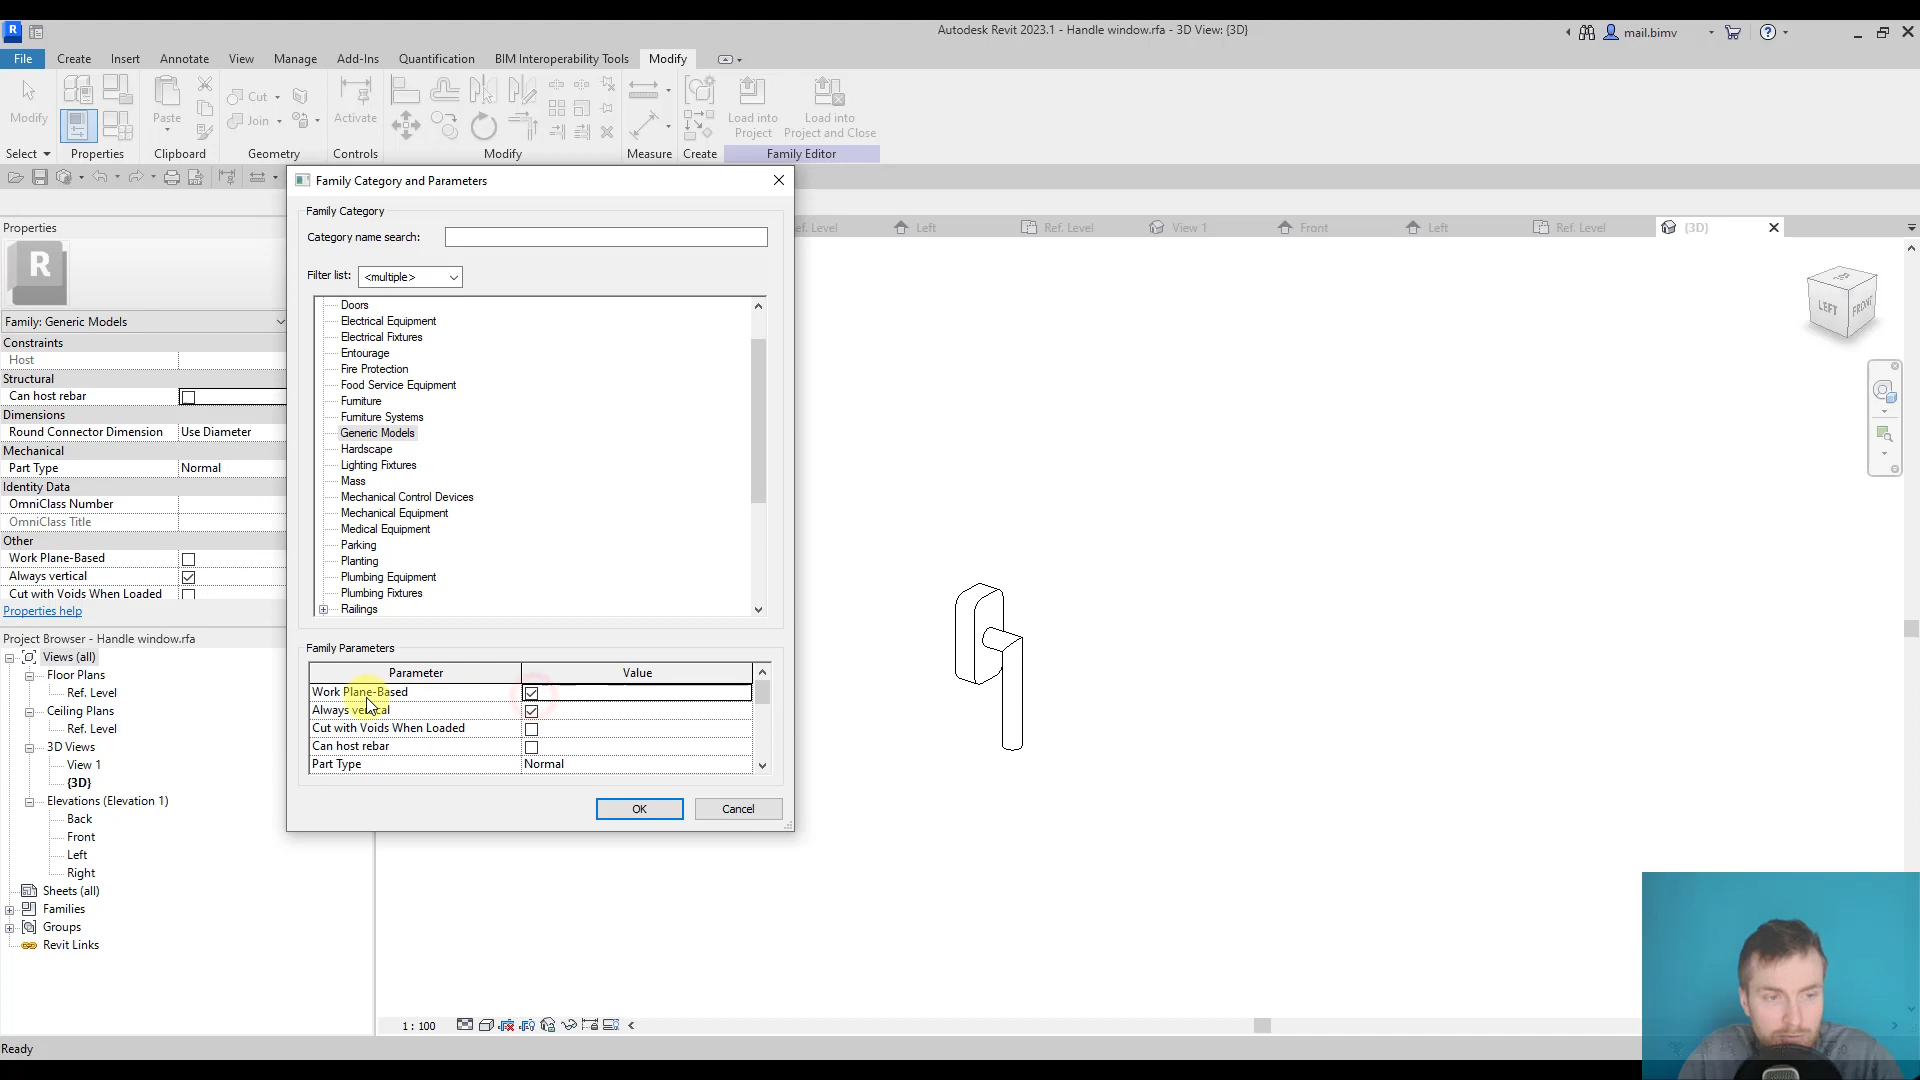 R
Autodesk Revit 2023.1 - Handle window.rfa - 3D View: {3D}
mail.bimv
File
Create
Insert
Annotate
View
Manage
Add-Ins
Quantification
BIM Interoperability Tools
Modify
Modify
Paste
Cut
Join
Activate
Load into
Project
Load into
Project and Close
Select
Properties
Clipboard
Geometry
Controls
Modify
Measure
Create
Family Editor
Properties
R
Family: Generic Models
Constraints
Host
Structural
Can host rebar
Dimensions
Round Connector Dimension Use Diameter
Mechanical
Part Type Normal
Identity Data
OmniClass Number
OmniClass Title
Other
Work Plane-Based
Always vertical
Cut with Voids When Loaded
Properties help
Project Browser - Handle window.rfa
Views (all)
Floor Plans
Ref. Level
Ceiling Plans
Ref. Level
3D Views
View 1
{3D}
Elevations (Elevation 1)
Back
Front
Left
Right
Sheets (all)
Families
Groups
Revit Links
Family Category and Parameters
Family Category
Category name search:
Filter list:
<multiple>
Doors
Electrical Equipment
Electrical Fixtures
Entourage
Fire Protection
Food Service Equipment
Furniture
Furniture Systems
Generic Models
Hardscape
Lighting Fixtures
Mass
Mechanical Control Devices
Mechanical Equipment
Medical Equipment
Parking
Planting
Plumbing Equipment
Plumbing Fixtures
Railings
Family Parameters
Parameter Value
Work Plane-Based
Always vertical
Cut with Voids When Loaded
Can host rebar
Part Type Normal
OK
Cancel
Level
Left
Ref. Level
View 1
Front
Left
Ref. Level
{3D}
LEFT
FRONT
1 : 100
Ready